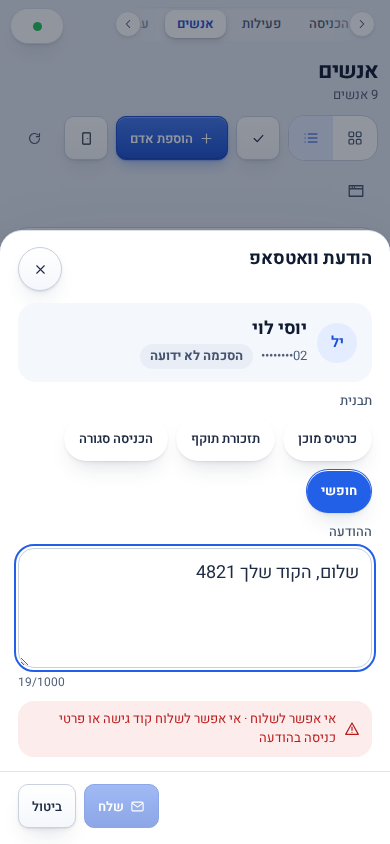 הכניסה
פעילות
אנשים
אנשים
9 אנשים
הוספת אדם
הודעת וואטסאפ
יל
יוסי לוי
••••••••02
הסכמה לא ידועה
תבנית
כרטיס מוכן
תזכורת תוקף
הכניסה סגורה
חופשי
ההודעה
שלום, הקוד שלך 4821
19/1000
אי אפשר לשלוח · אי אפשר לשלוח קוד גישה או פרטי
כניסה בהודעה
שלח
ביטול